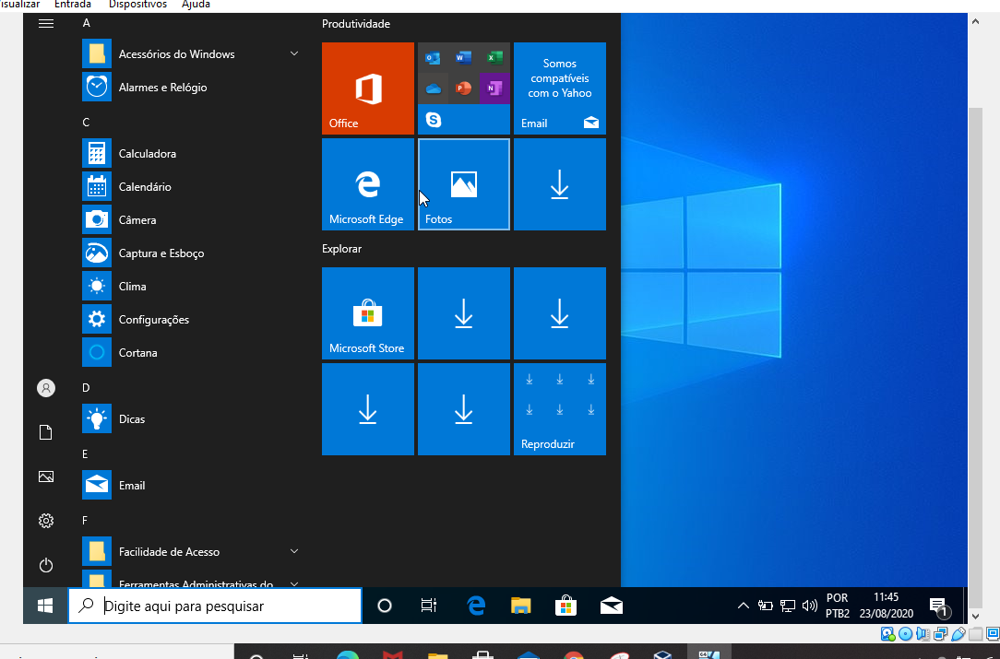 Visualizar Entrada Dispositivos Ajuda
A
Acessórios do Windows
Alarmes e Relógio
C
Calculadora
Calendário
Câmera
Captura e Esboço
Clima
Configurações
Cortana
D
Dicas
E
Email
F
Facilidade de Acesso
Ferramentas Administrativas do
Produtividade
Office
Somos
compatíveis
com o Yahoo
Email
Microsoft Edge
Fotos
Explorar
Microsoft Store
Reproduzir
Digite aqui para pesquisar
POR
PTB2
11:45
23/08/2020
1